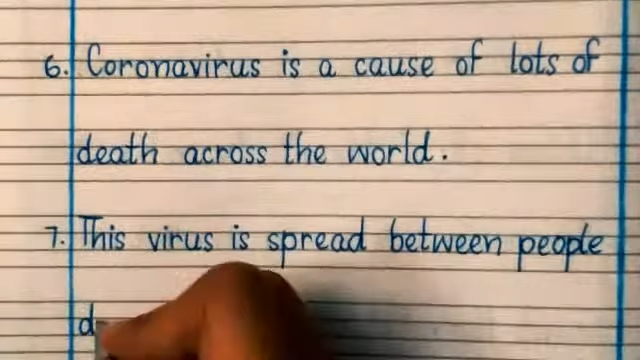 6. Coronavirus is a cause of lots of
death across the world.
7. This virus is spread between people
d